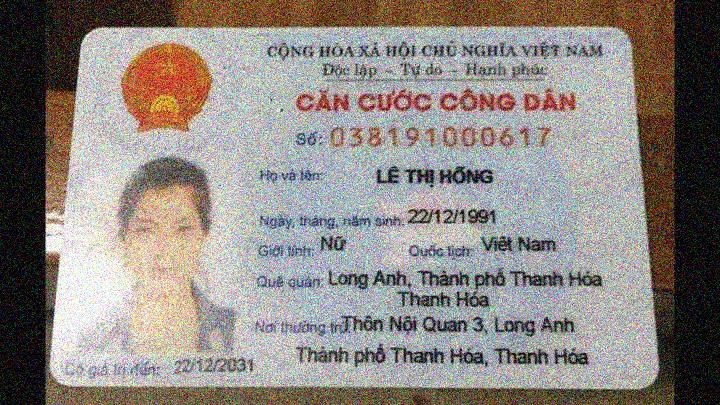 CỘNG HÒA XÃ HỘI CHỦ NGHĨA VIỆT NAM
Độc lập - Tự do - Hạnh phúc
CĂN CƯỚC CÔNG DÂN
Số: 038191000617
Họ và tên: LÊ THỊ HỒNG
Ngày, tháng, năm sinh: 22/12/1991
Giới tính: Nữ Quốc tịch: Việt Nam
Quê quán: Long Anh, Thành phố Thanh Hóa
Thanh Hóa
Nơi thường trú: Thôn Nội Quan 3, Long Anh
Thành phố Thanh Hóa, Thanh Hóa
Có giá trị đến: 22/12/2031